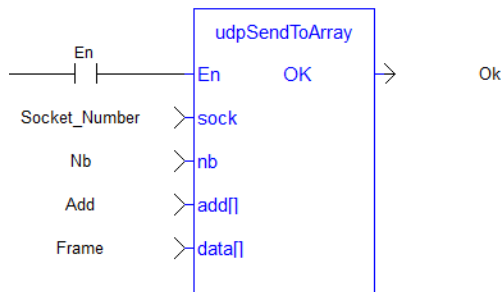 udpSendToArray
En
En OK Ok
Socket_Number sock
Nb nb
Add add[]
Frame data[]